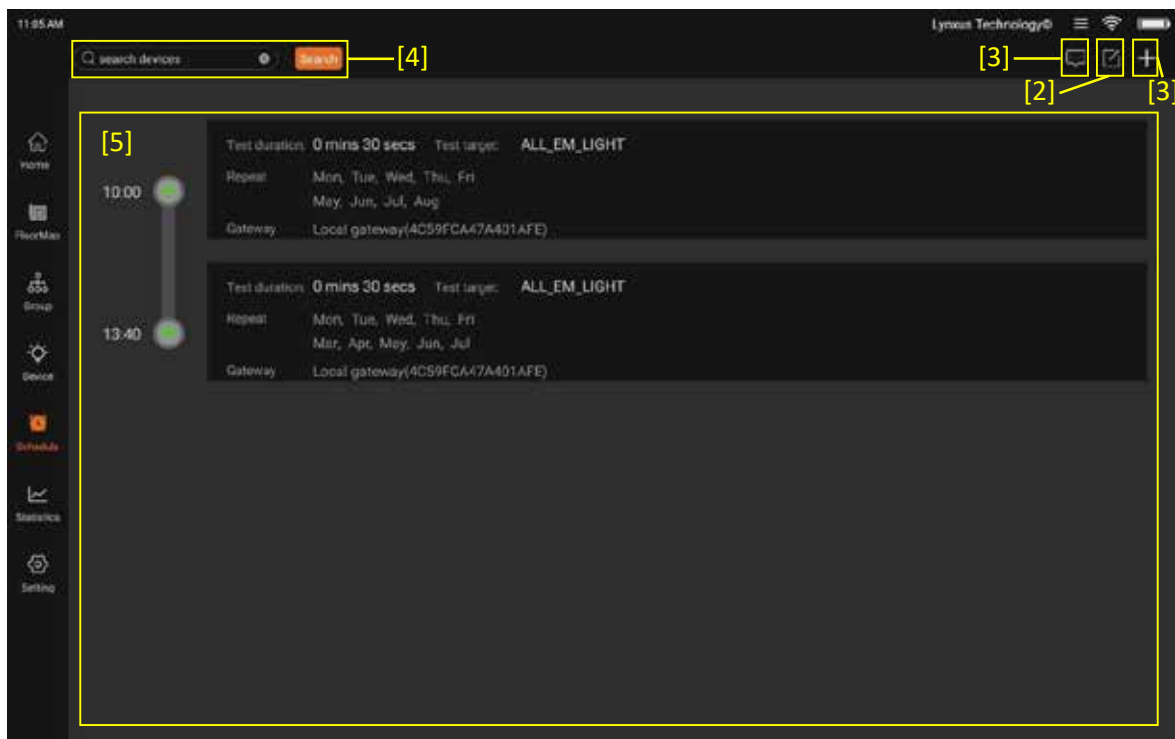 11:05 AM
Lynxus Technology©
search devices
Search
[4]
[3]
[2]
[3]
[5]
Home
FloorMap
Group
Device
Schedule
Statistics
Setting
10:00
Test duration: 0 mins 30 secs Test target: ALL_EM_LIGHT
Repeat Mon, Tue, Wed, Thu, Fri
May, Jun, Jul, Aug
Gateway Local gateway(4C59FCA47A401AFE)
13:40
Test duration: 0 mins 30 secs Test target: ALL_EM_LIGHT
Repeat Mon, Tue, Wed, Thu, Fri
Mar, Apr, May, Jun, Jul
Gateway Local gateway(4C59FCA47A401AFE)